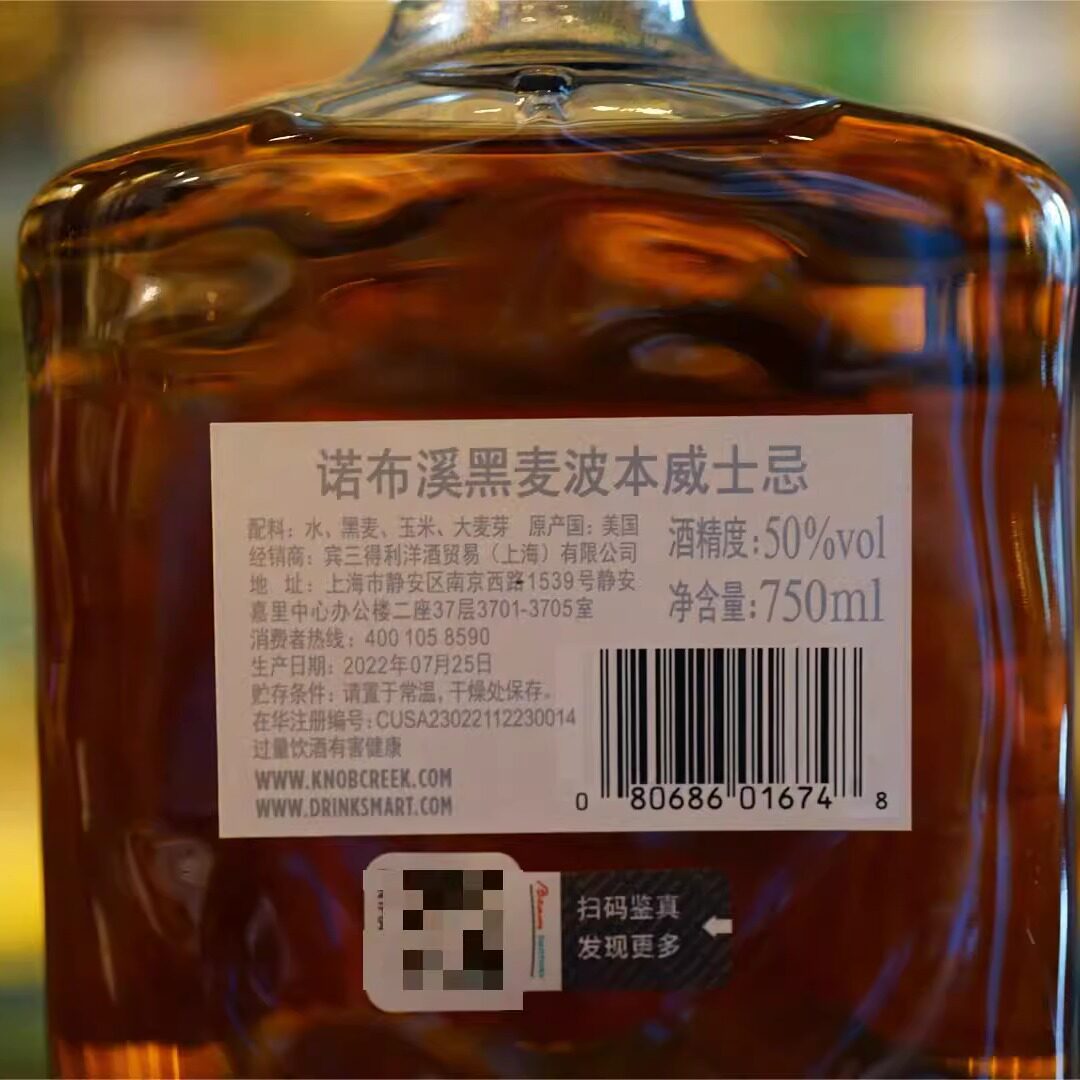 诺布溪黑麦波本威士忌
配料：水、黑麦、玉米、大麦芽 原产国：美国
经销商：宾三得利洋酒贸易（上海）有限公司
地 址：上海市静安区南京西路1539号静安
嘉里中心办公楼二座37层3701-3705室
消费者热线：400 105 8590
生产日期：2022年07月25日
贮存条件：请置于常温，干燥处保存。
在华注册编号：CUSA23022112230014
过量饮酒有害健康
WWW.KNOBCREEK.COM
WWW.DRINKSMART.COM
酒精度：50%vol
净含量：750ml
0 80686 01674 8
扫码鉴真
发现更多